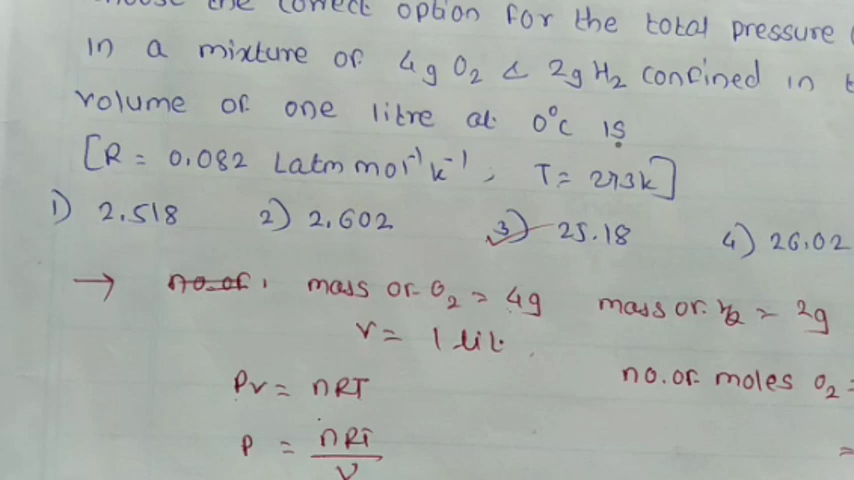 the correct option for the total pressure
in a mixture of 4g O₂ & 2g H₂ confined in
volume of one litre at 0°C is
[R = 0.082 Latm mol⁻¹ k⁻¹, T = 273k]
1) 2.518 2) 2.602 3) 25.18 4) 26.02
→ no.of. mass of O₂ = 4g mass of H₂ = 2g
V = 1 lit.
no.of moles O₂ =
PV = nRT
P = nRT / V
=